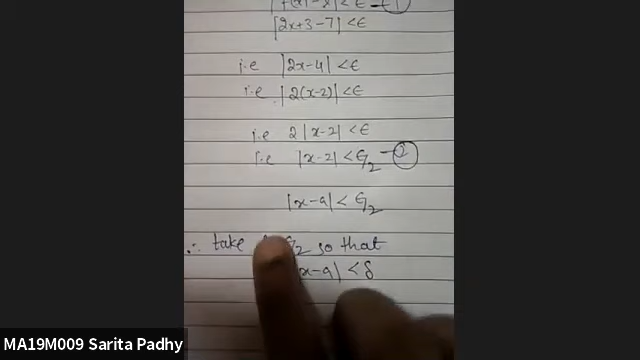 |2x+3-7|<ϵ
i.e |2x-4|<ϵ
i.e |2(x-2)|<ϵ
i.e 2|x-2|<ϵ
i.e |x-2|<ϵ/2 —②
|x-a|<ϵ/2
∴ take ϵ/2 so that
|x-a|<δ
MA19M009 Sarita Padhy